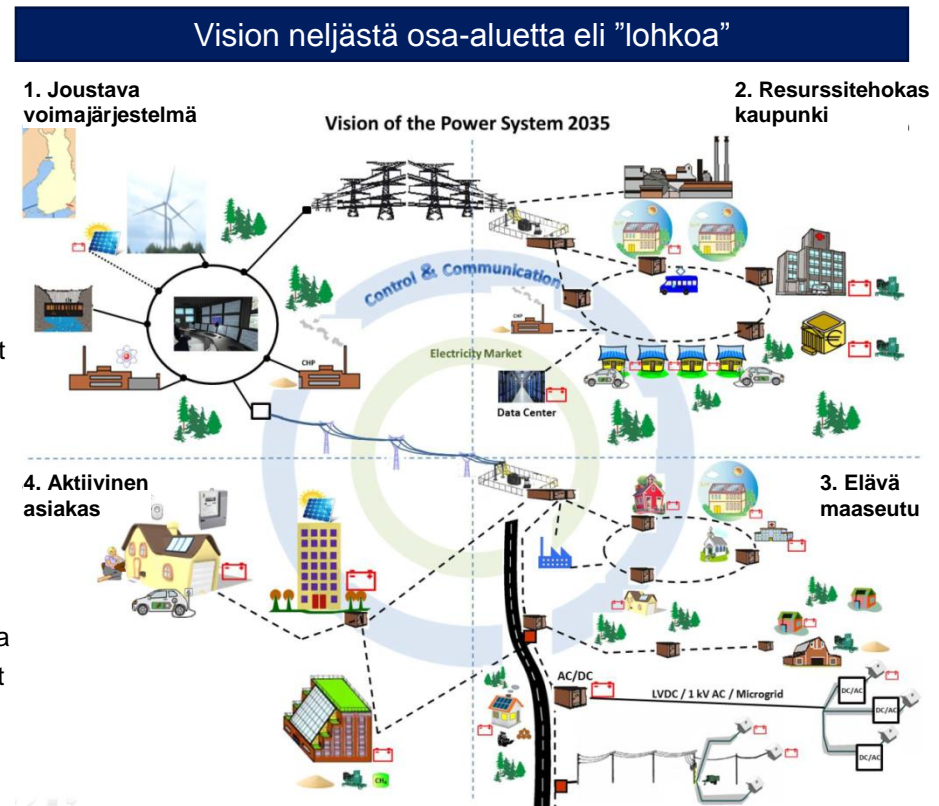 Vision neljästä osa-aluetta eli ”lohkoa”
1. Joustava
voimajärjestelmä
2. Resurssitehokas
kaupunki
Vision of the Power System 2035
Control & Communication
CHP
CHP
Electricity Market
Data Center
t
4. Aktiivinen
asiakas
3. Elävä
maaseutu
a
t
AC/DC
LVDC / 1 kV AC / Microgrid
DC/AC
DC/AC
DC/AC
CH4